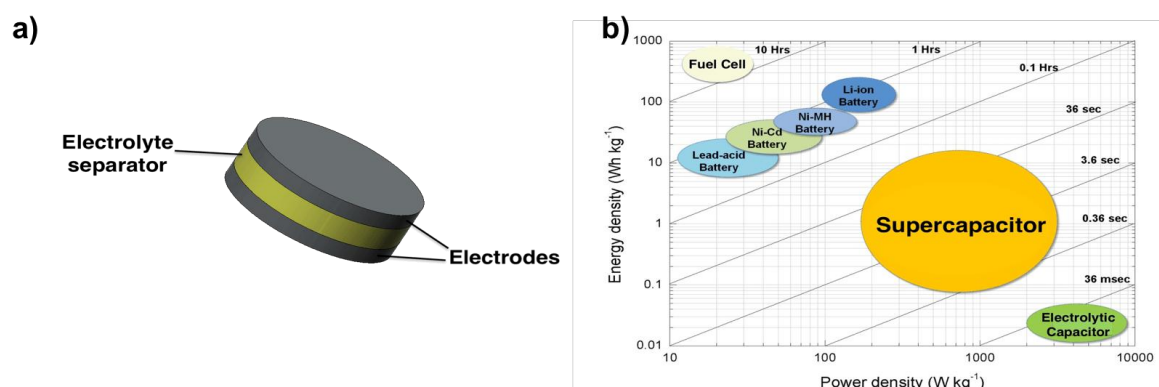 a)
Electrolyte
separator
Electrodes
b)
1000
100
10
1
0.1
0.01
Energy density (Wh kg-1)
10 Hrs
1 Hrs
0.1 Hrs
36 sec
3.6 sec
0.36 sec
36 msec
Fuel Cell
Li-ion
Battery
Ni-MH
Battery
Ni-Cd
Battery
Lead-acid
Battery
Supercapacitor
Electrolytic
Capacitor
10
100
1000
10000
Power density (W kg-1)